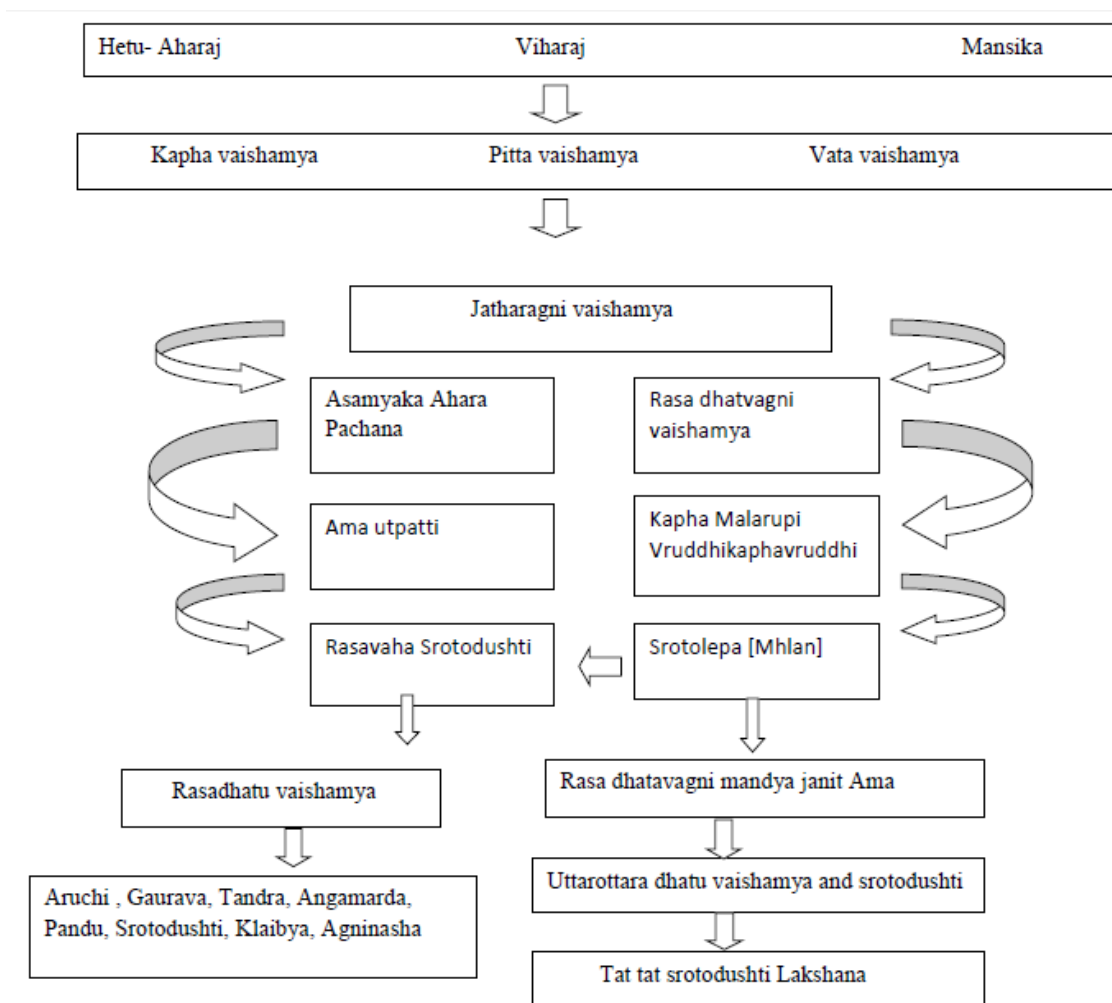 Hetu- Aharaj Viharaj Mansika
Kapha vaishamya Pitta vaishamya Vata vaishamya
Jatharagni vaishamya
Asamyaka Ahara
Pachana
Rasa dhatvagni
vaishamya
Ama utpatti
Kapha Malarupi
Vruddhikaphavruddhi
Rasavaha Srotodushti
Srotolepa [Mhlan]
Rasadhatu vaishamya
Rasa dhatavagni mandya janit Ama
Aruchi , Gaurava, Tandra, Angamarda,
Pandu, Srotodushti, Klaibya, Agninasha
Uttarottara dhatu vaishamya and srotodushti
Tat tat srotodushti Lakshana